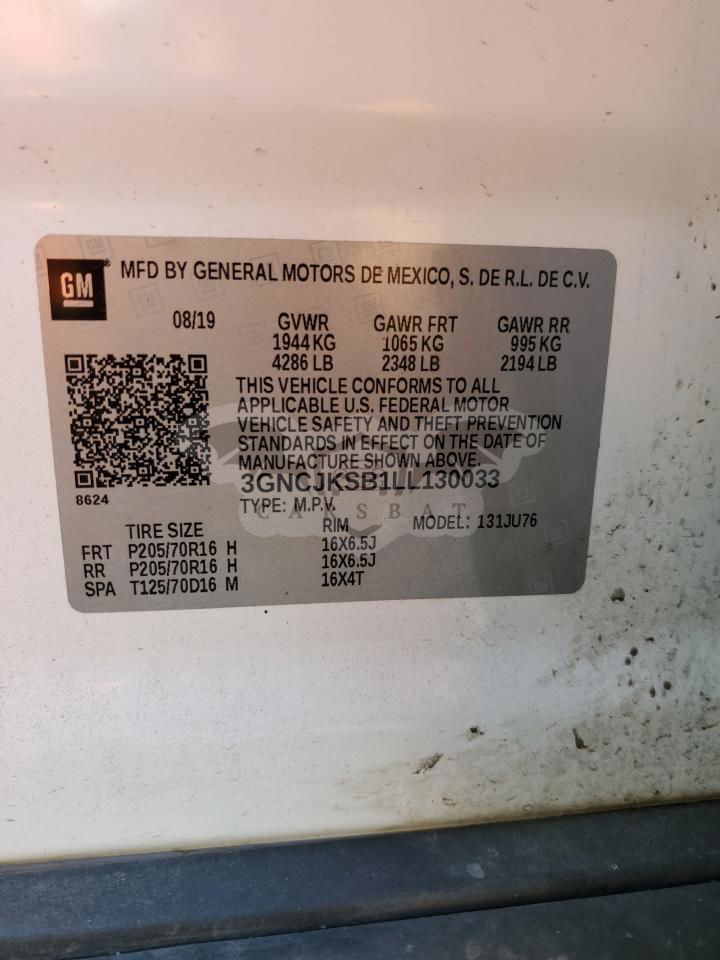 GM ® MFD BY GENERAL MOTORS DE MEXICO, S. DE R.L. DE C.V.
08/19 GVWR GAWR FRT GAWR RR
1944 KG 1065 KG 995 KG
4286 LB 2348 LB 2194 LB
THIS VEHICLE CONFORMS TO ALL
APPLICABLE U.S. FEDERAL MOTOR
VEHICLE SAFETY AND THEFT PREVENTION
STANDARDS IN EFFECT ON THE DATE OF
MANUFACTURE SHOWN ABOVE.
3GNCJKSB1LL130033
8624
TYPE: M.P.V.
CARSBAT
TIRE SIZE RIM MODEL: 131JU76
FRT P205/70R16 H 16X6.5J
RR P205/70R16 H 16X6.5J
SPA T125/70D16 M 16X4T